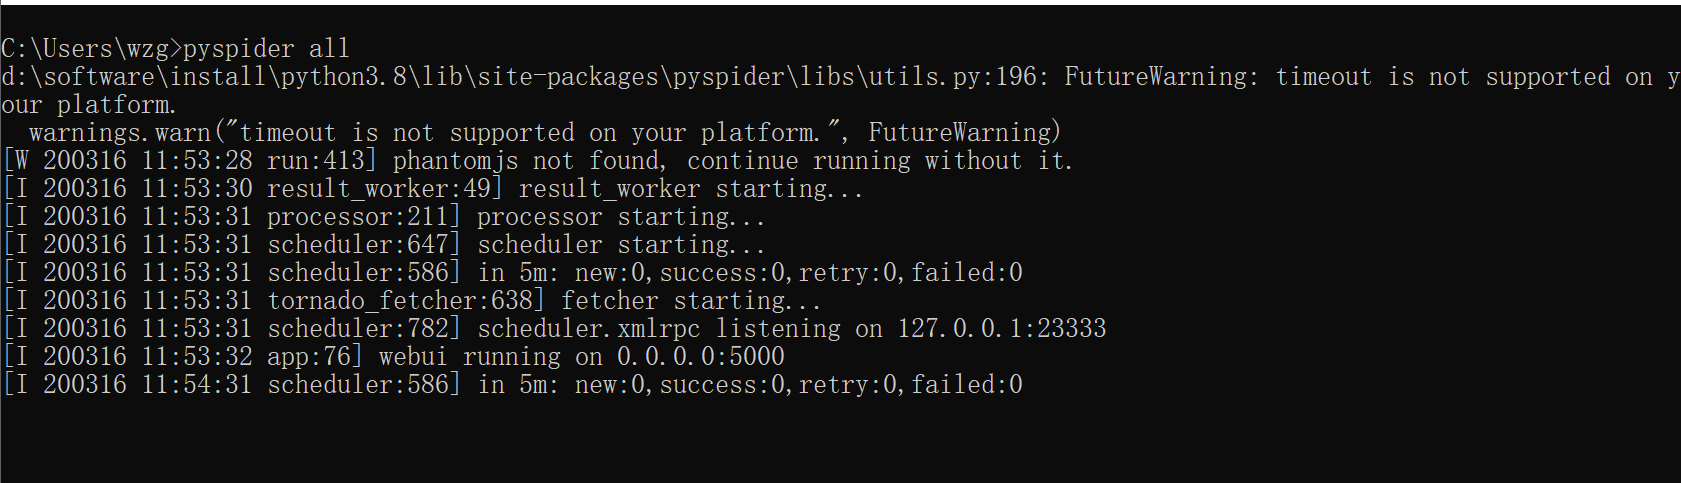 C:\Users\wzg>pyspider all
d:\software\install\python3.8\lib\site-packages\pyspider\libs\utils.py:196: FutureWarning: timeout is not supported on y
our platform.
  warnings.warn("timeout is not supported on your platform.", FutureWarning)
[W 200316 11:53:28 run:413] phantomjs not found, continue running without it.
[I 200316 11:53:30 result_worker:49] result_worker starting...
[I 200316 11:53:31 processor:211] processor starting...
[I 200316 11:53:31 scheduler:647] scheduler starting...
[I 200316 11:53:31 scheduler:586] in 5m: new:0,success:0,retry:0,failed:0
[I 200316 11:53:31 tornado_fetcher:638] fetcher starting...
[I 200316 11:53:31 scheduler:782] scheduler.xmlrpc listening on 127.0.0.1:23333
[I 200316 11:53:32 app:76] webui running on 0.0.0.0:5000
[I 200316 11:54:31 scheduler:586] in 5m: new:0,success:0,retry:0,failed:0